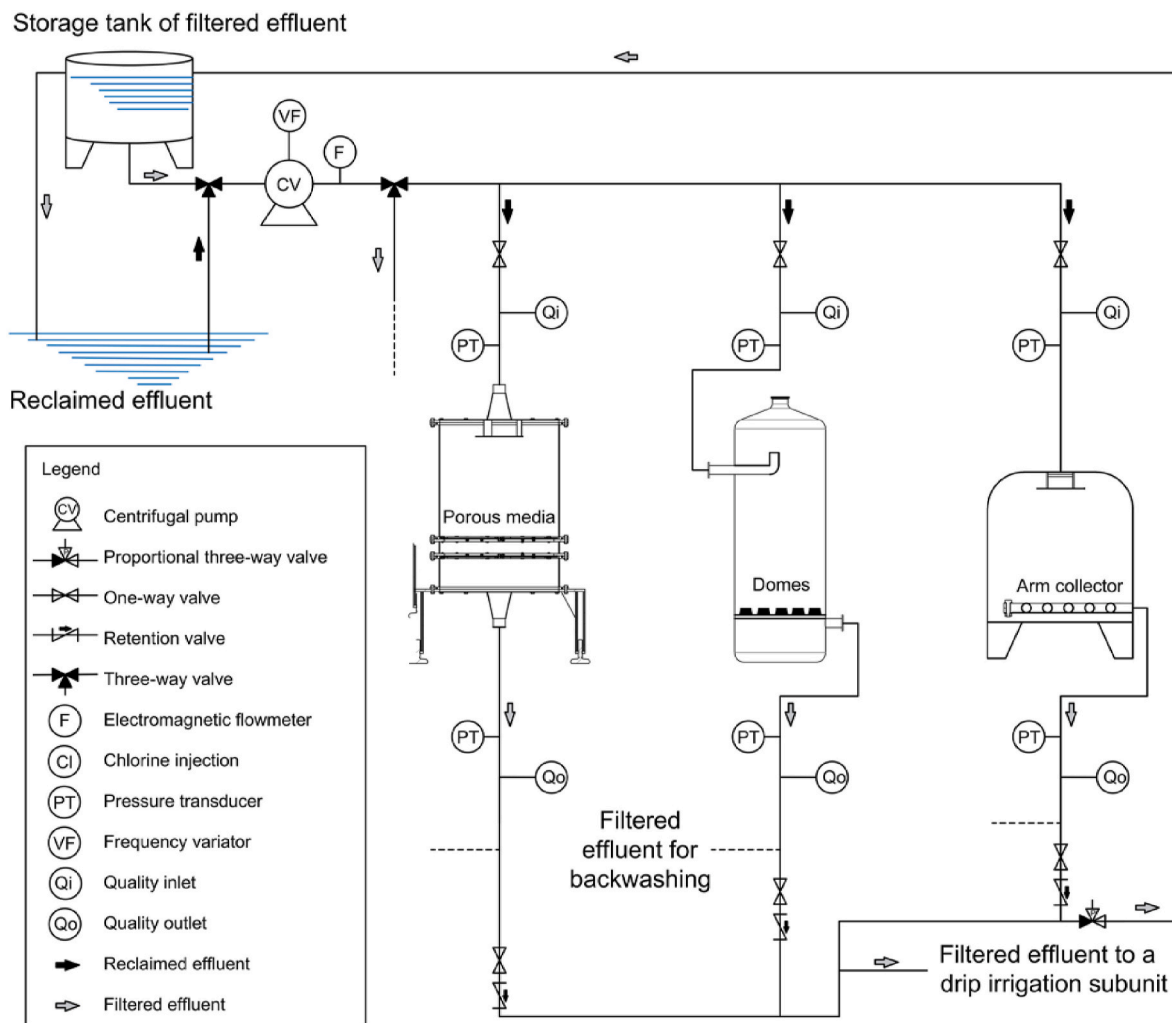 Storage tank of filtered effluent
VF
F
CV
Qi
Qi
Qi
PT
PT
PT
Reclaimed effluent
Porous media
Domes
Arm collector
Legend
CV
Centrifugal pump
Proportional three-way valve
One-way valve
Retention valve
Three-way valve
F
Electromagnetic flowmeter
Cl
Chlorine injection
PT
Pressure transducer
VF
Frequency variator
Qi
Quality inlet
Qo
Quality outlet
Reclaimed effluent
Filtered effluent
PT
PT
PT
Qo
Qo
Qo
Filtered
effluent for
backwashing
Filtered effluent to a
drip irrigation subunit